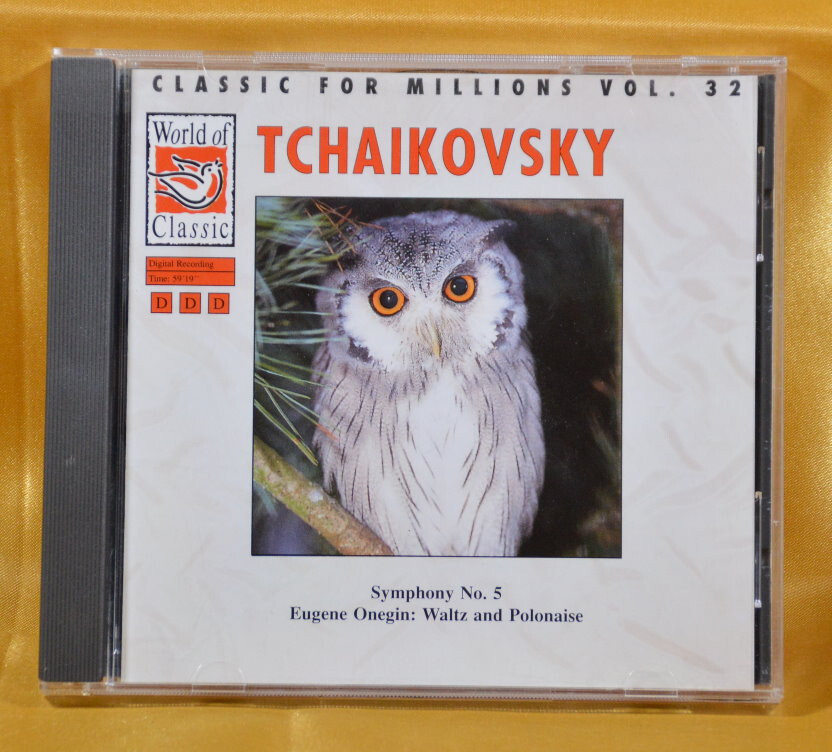 CLASSIC FOR MILLIONS VOL. 32
World of
Classic
TCHAIKOVSKY
Digital Recording
Time: 59'19''
D D D
Symphony No. 5
Eugene Onegin: Waltz and Polonaise